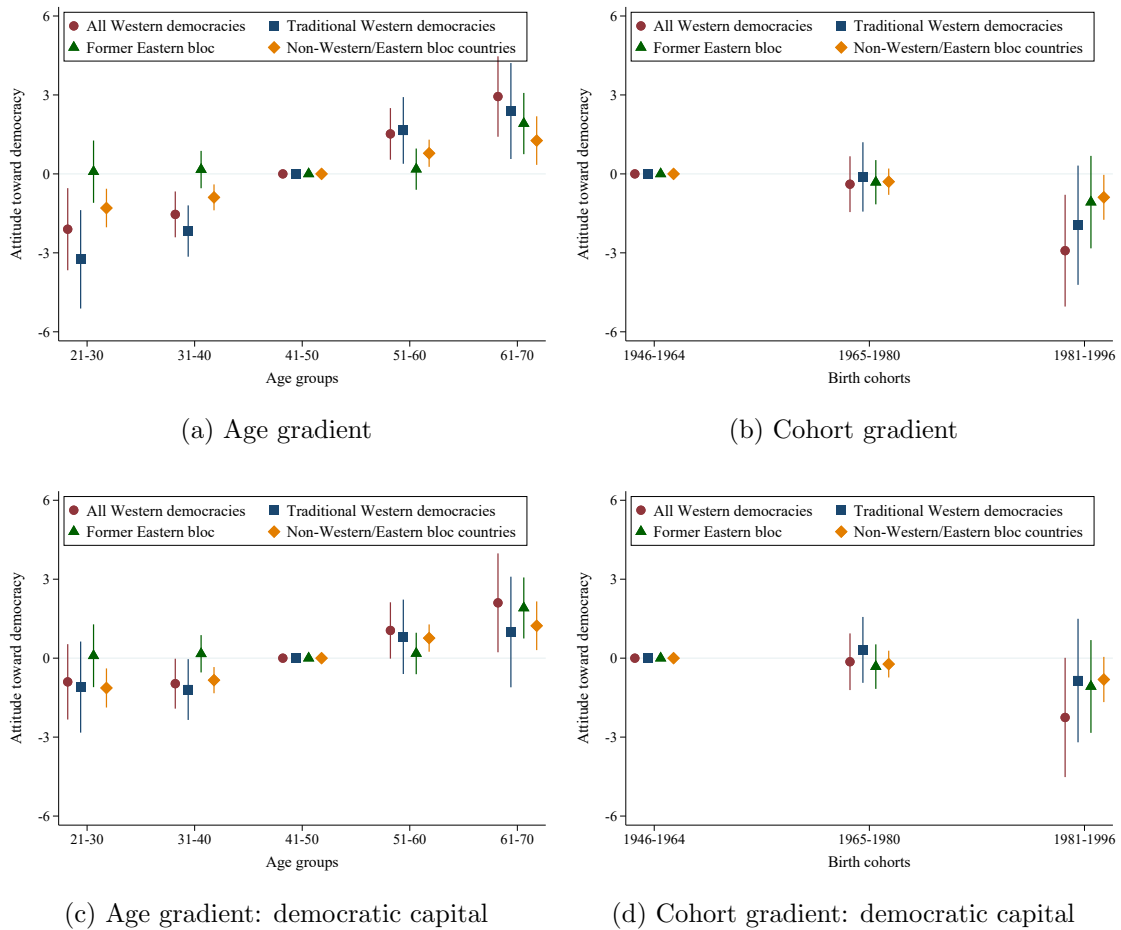 All Western democracies Traditional Western democracies
Former Eastern bloc Non-Western/Eastern bloc countries
Attitude toward democracy
3
0
-3
-6
21-30 31-40 41-50 51-60 61-70
Age groups
(a) Age gradient
6
All Western democracies Traditional Western democracies
Former Eastern bloc Non-Western/Eastern bloc countries
Attitude toward democracy
3
0
-3
-6
1946-1964 1965-1980 1981-1996
Birth cohorts
(b) Cohort gradient
6
All Western democracies Traditional Western democracies
Former Eastern bloc Non-Western/Eastern bloc countries
Attitude toward democracy
3
0
-3
-6
21-30 31-40 41-50 51-60 61-70
Age groups
(c) Age gradient: democratic capital
6
All Western democracies Traditional Western democracies
Former Eastern bloc Non-Western/Eastern bloc countries
Attitude toward democracy
3
0
-3
-6
1946-1964 1965-1980 1981-1996
Birth cohorts
(d) Cohort gradient: democratic capital